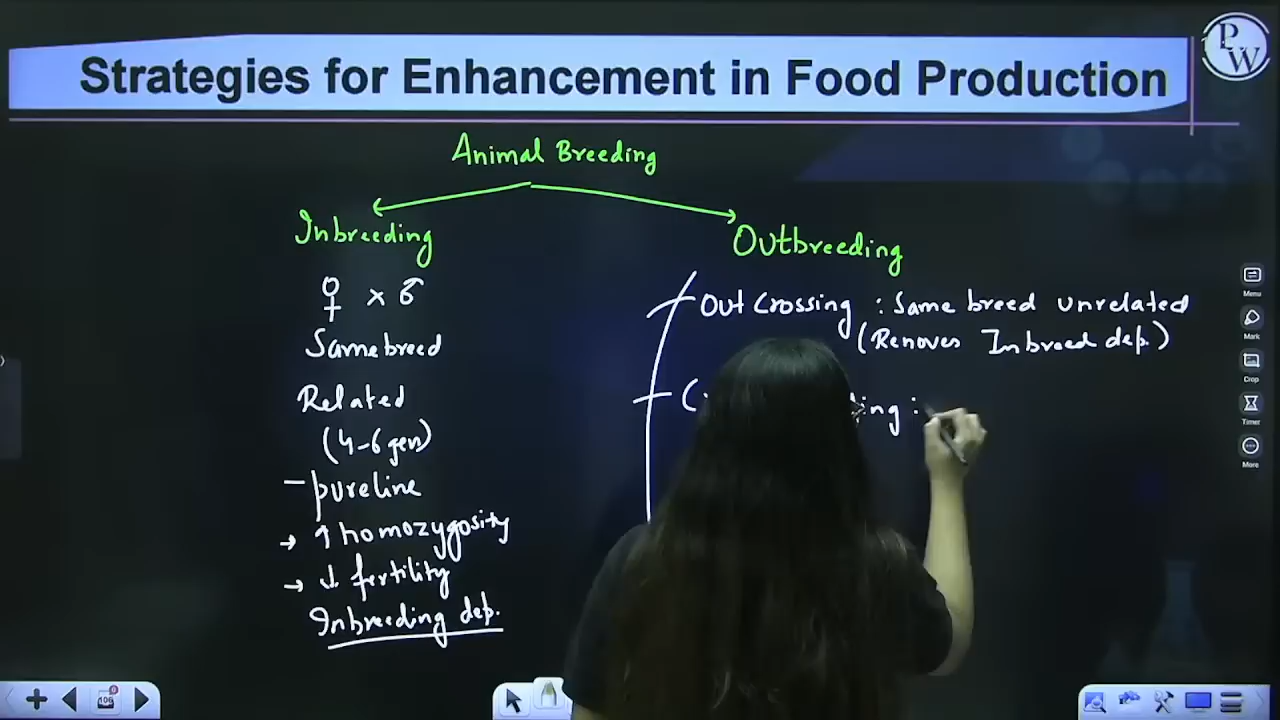 Strategies for Enhancement in Food Production
PW
Animal Breeding
Inbreeding
♀ × ♂
Same breed
Related
(4-6 gen)
– pureline
→ ↑ homozygosity
→ ↓ fertility
Inbreeding dep.
Outbreeding
Out Crossing : Same breed unrelated
(Removes Inbreed dep.)
Menu
Mark
Crop
Timer
More
106